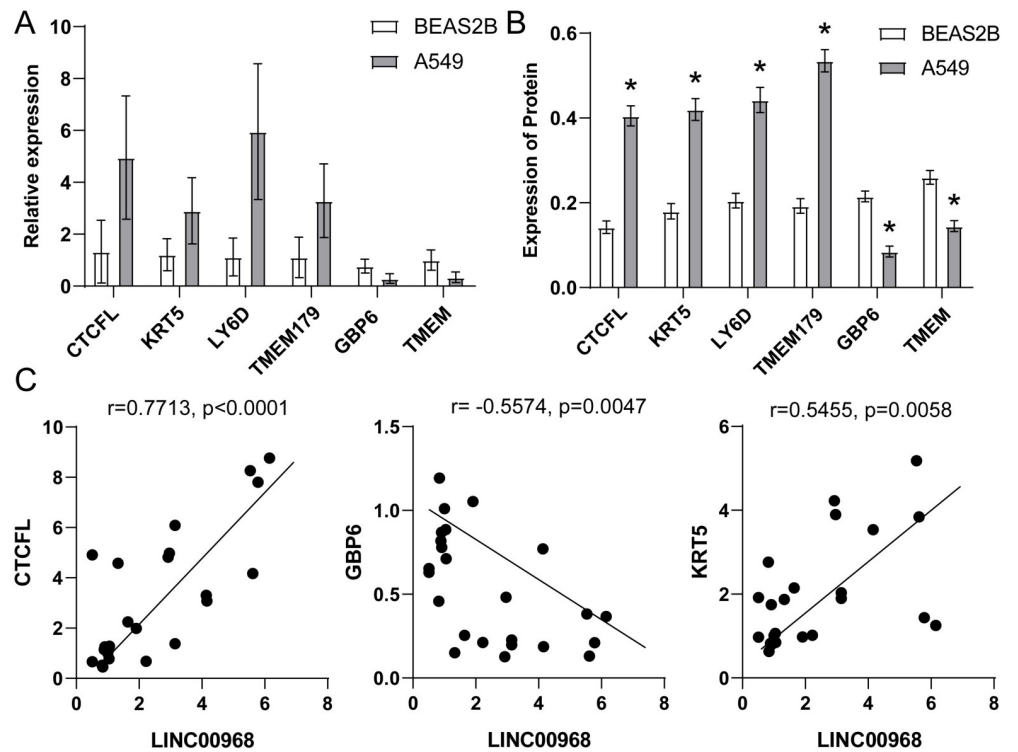 A
BEAS2B
A549
Relative expression
10
8
6
4
2
0
CTCFL
KRT5
LY6D
TMEM179
GBP6
TMEM
B
BEAS2B
A549
Expression of Protein
0.6
0.4
0.2
0.0
*
*
*
*
*
*
CTCFL
KRT5
LY6D
TMEM179
GBP6
TMEM
C
r=0.7713, p<0.0001
CTCFL
10
8
6
4
2
0
0 2 4 6 8
LINC00968
r= -0.5574, p=0.0047
GBP6
1.5
1.0
0.5
0.0
0 2 4 6 8
LINC00968
r=0.5455, p=0.0058
KRT5
6
4
2
0
0 2 4 6 8
LINC00968